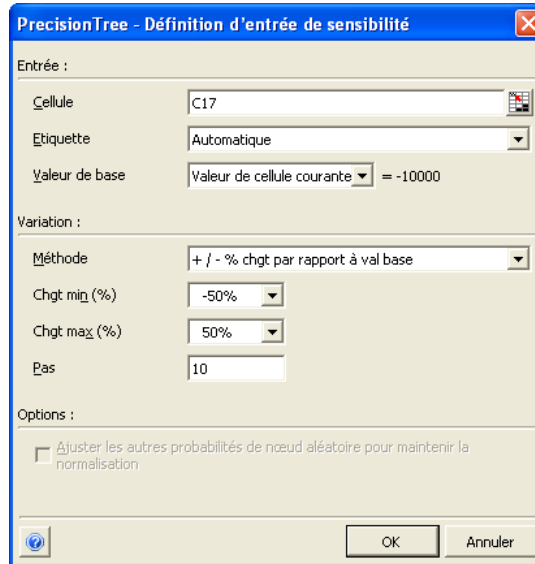 PrecisionTree - Définition d'entrée de sensibilité
Entrée :
Cellule C17
Etiquette Automatique
Valeur de base Valeur de cellule courante = -10000
Variation :
Méthode + / - % chgt par rapport à val base
Chgt min (%) -50%
Chgt max (%) 50%
Pas 10
Options :
Ajuster les autres probabilités de nœud aléatoire pour maintenir la
normalisation
OK Annuler